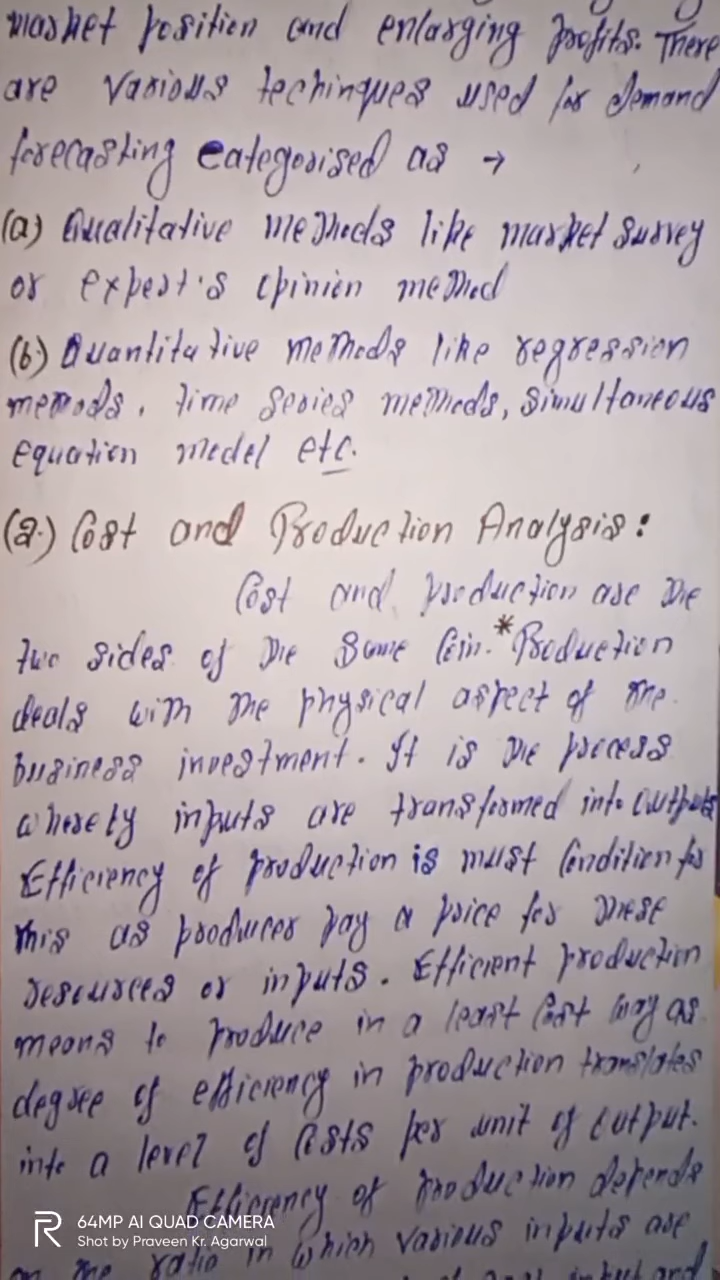 market position and enlarging profits. There
are various techinques used for demand
forecasting categorised as →
(a) Qualitative methods like market survey
or expert's opinion method
(b) Quantitative methods like regression
methods, time series methods, simultaneous
equation model etc.
(2.) Cost and Production Analysis:
Cost and production are the
two sides of the same coin. *Production
deals with the physical aspect of the
business investment. It is the process
whereby inputs are transformed into outputs
Efficiency of production is must condition for
this as producer pay a price for these
resources or inputs. Efficient production
means to produce in a least cost way as
degree of efficiency in production translates
into a level of costs per unit of output.
Efficiency of production depends
on the ratio in which various inputs are
input and
64MP AI QUAD CAMERA
Shot by Praveen Kr. Agarwal